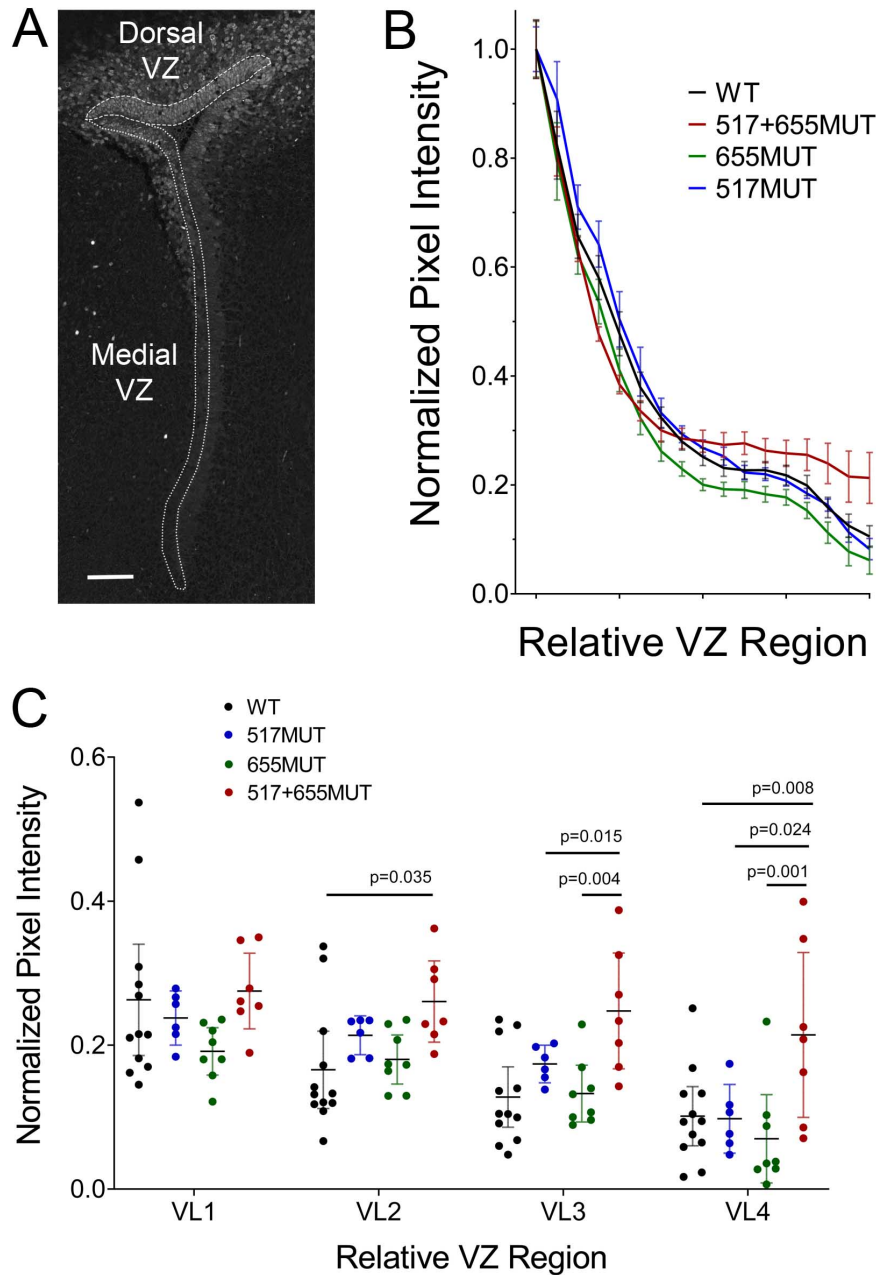 A
Dorsal
VZ
Medial
VZ
B
Normalized Pixel Intensity
1.0
0.8
0.6
0.4
0.2
0.0
WT
517+655MUT
655MUT
517MUT
Relative VZ Region
C
WT
517MUT
655MUT
517+655MUT
Normalized Pixel Intensity
0.6
0.4
0.2
0.0
p=0.035
p=0.015
p=0.004
p=0.008
p=0.024
p=0.001
VL1
VL2
VL3
VL4
Relative VZ Region